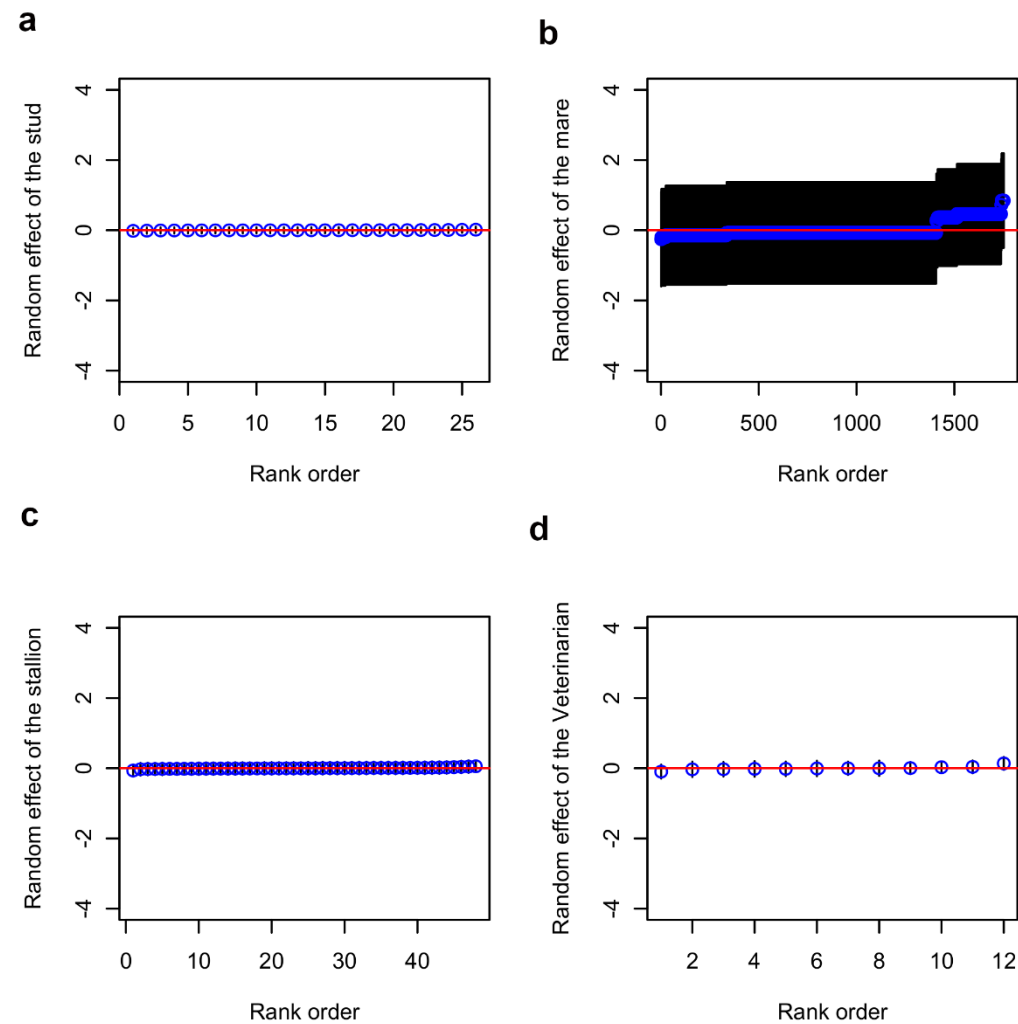 a
Random effect of the stud
4
2
0
-2
-4
0 5 10 15 20 25
Rank order
b
Random effect of the mare
4
2
0
-2
-4
0 500 1000 1500
Rank order
c
Random effect of the stallion
4
2
0
-2
-4
0 10 20 30 40
Rank order
d
Random effect of the Veterinarian
4
2
0
-2
-4
2 4 6 8 10 12
Rank order